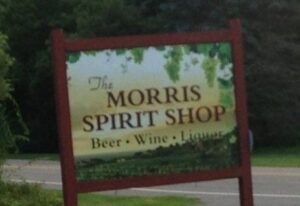 The
MORRIS
SPIRIT SHOP
Beer • Wine • Liquor